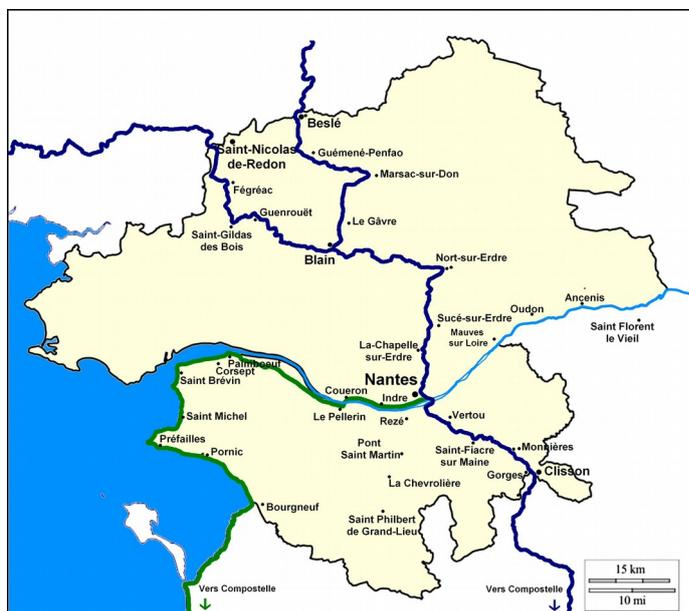 Beslé
Saint-Nicolas
de-Redon
Guémené-Penfao
Marsac-sur-Don
Fégréac
Guenrouët
Le Gâvre
Saint-Gildas
des Bois
Blain
Nort-sur-Erdre
Ancenis
Oudon
Sucé-sur-Erdre
Mauves
sur Loire
Saint Florent
le Vieil
La-Chapelle
sur-Erdre
Paimboeuf
Corsept
Saint Brévin
Nantes
Coueron
Indre
Le Pellerin
Rezé
Vertou
Saint Michel
Préfailles
Pornic
Pont
Saint Martin
Saint-Fiacre
sur Maine
Monnières
Gorges
Clisson
La Chevrolière
Bourgneuf
Saint Philbert
de Grand-Lieu
15 km
10 mi
Vers Compostelle
Vers Compostelle